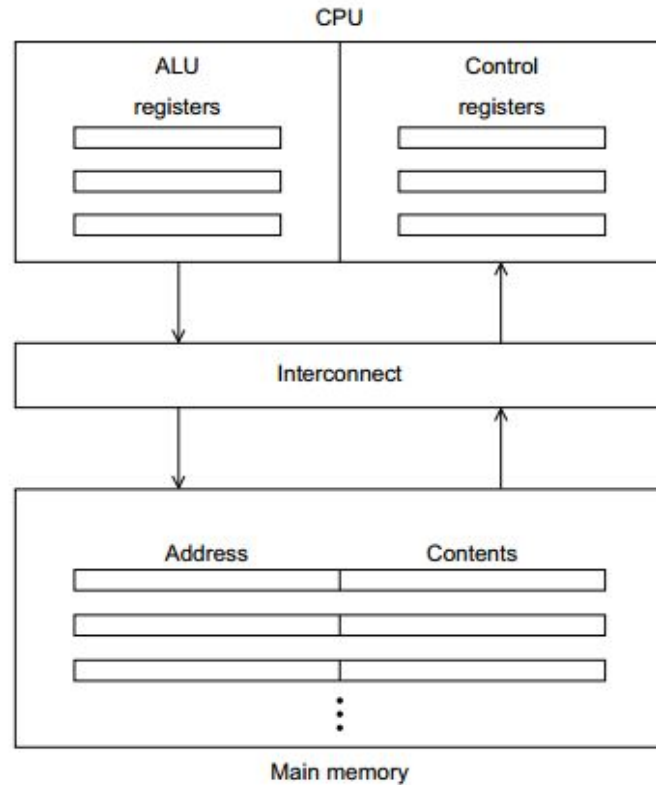 CPU
ALU
Control
registers
registers
Interconnect
Address
Contents
Main memory